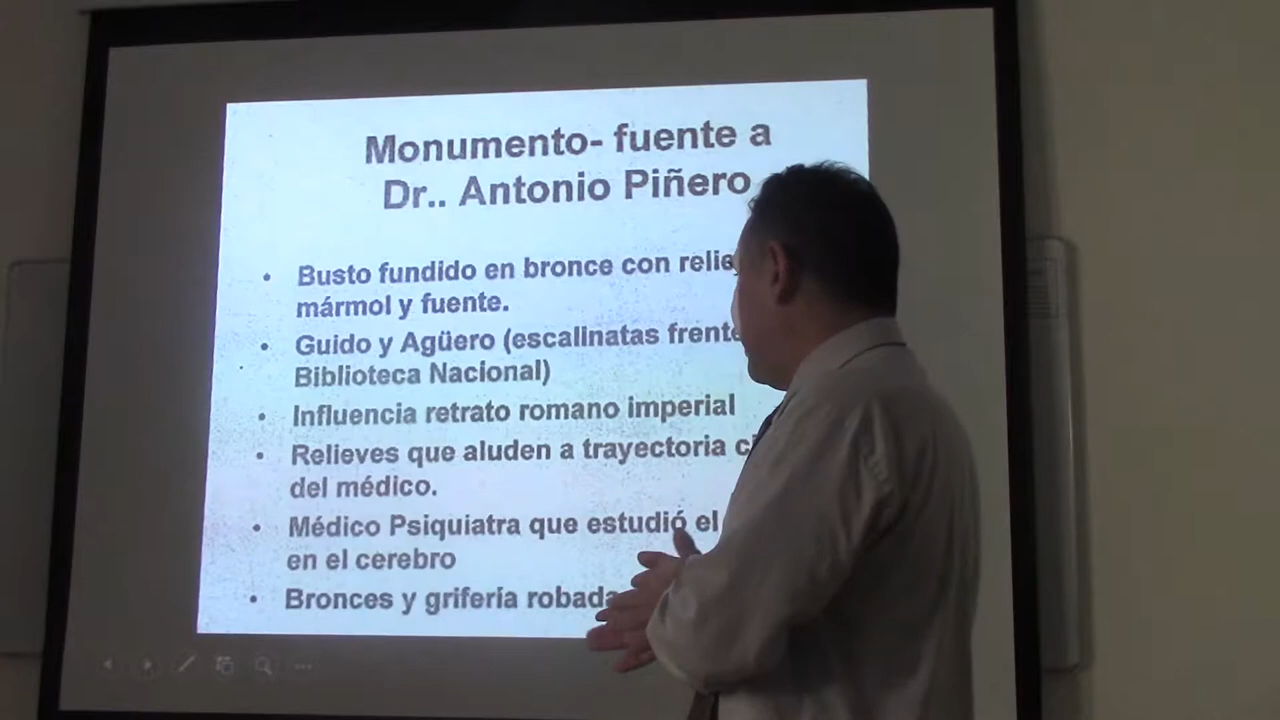 Monumento- fuente a
Dr.. Antonio Piñero
• Busto fundido en bronce con
mármol y fuente.
• Guido y Agüero (escalinatas frente
Biblioteca Nacional)
• Influencia retrato romano imperial
• Relieves que aluden a trayectoria
del médico.
• Médico Psiquiatra que estudió el
en el cerebro
• Bronces y grifería